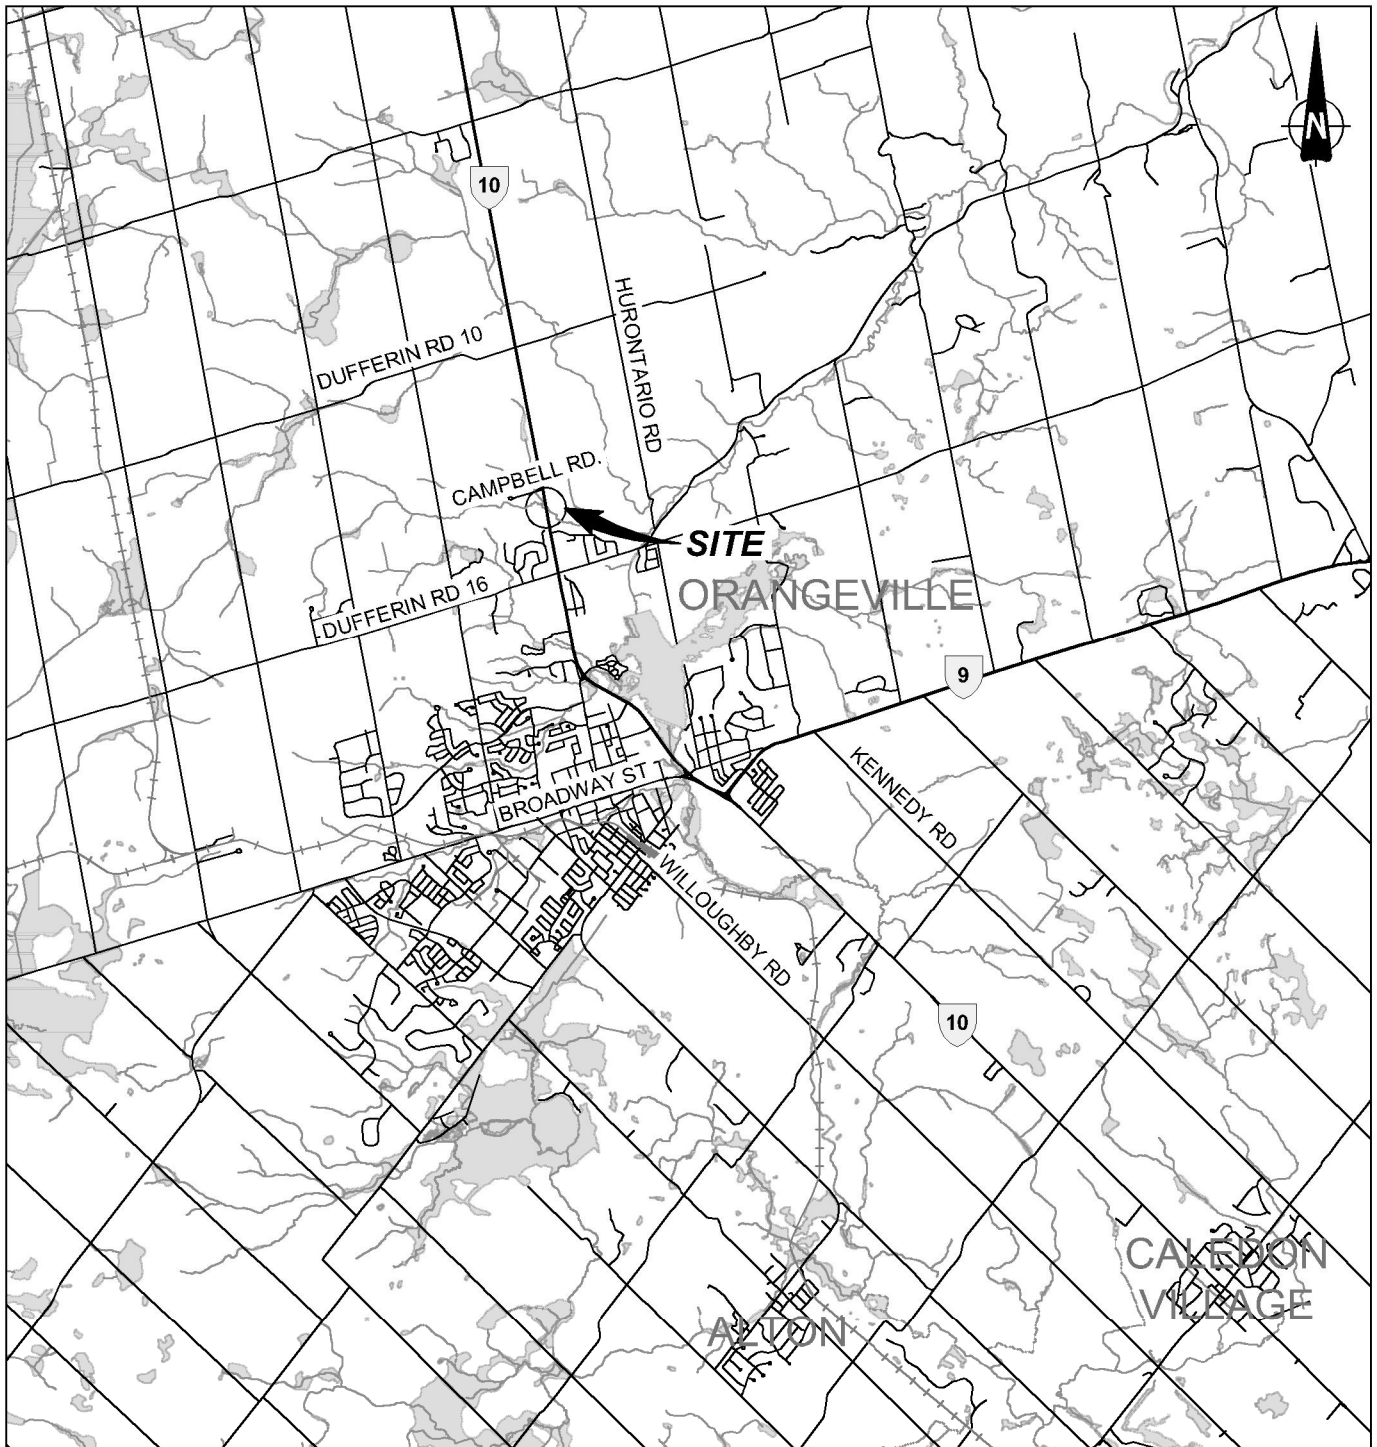 N
10
HURONTARIO RD
DUFFERIN RD 10
CAMPBELL RD.
SITE
ORANGEVILLE
DUFFERIN RD 16
9
KENNEDY RD
BROADWAY ST
WILLOUGHBY RD
10
CALEDON
VILLAGE
ALTON